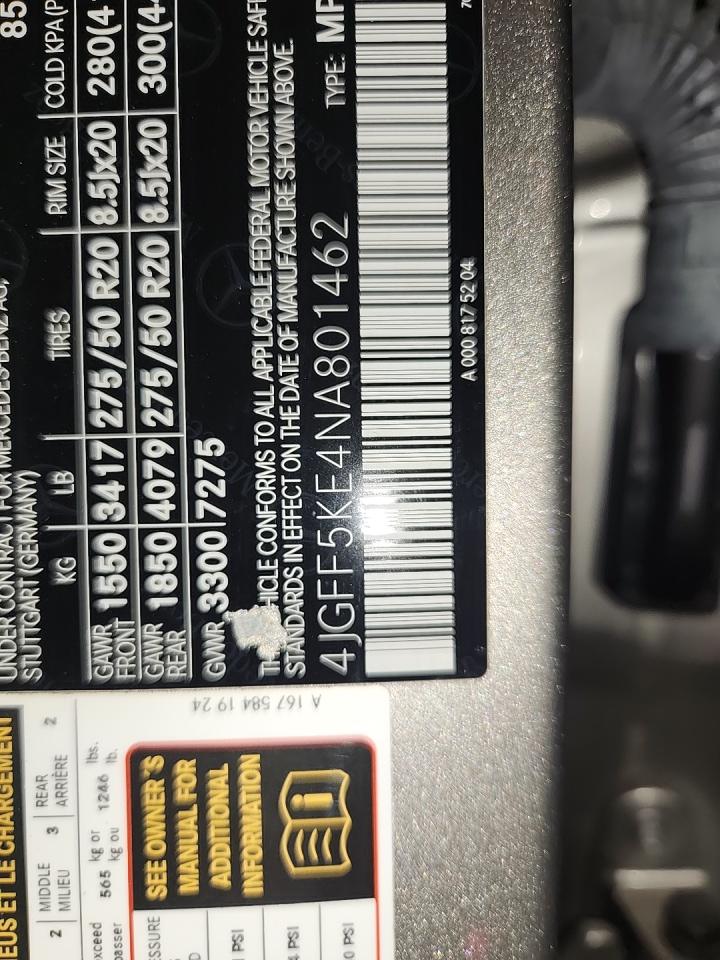 85
UNDER CONTRACT FOR MERCEDES-BENZ AG,
STUTTGART (GERMANY)
KG LB TIRES RIM SIZE COLD KPA(P
GAWR FRONT 1550 3417 275/50 R20 8.5Jx20 280(4
GAWR REAR 1850 4079 275/50 R20 8.5Jx20 300(4
GWR 3300 7275
HICLE CONFORMS TO ALL APPLICABLE FEDERAL MOTOR VEHICLE SAF
STANDARDS IN EFFECT ON THE DATE OF MANUFACTURE SHOWN ABOVE.
4JGFF5KE4NA801462 TYPE: MP
A 000 817 52 04
A 167 584 19 24
EUS ET LE CHARGEMENT
2 MIDDLE 3 REAR 2
MILIEU ARRIÈRE
xceed 565 kg or 1246 lbs.
passer kg ou lb.
SEE OWNER'S
MANUAL FOR
ADDITIONAL
INFORMATION
ESSURE
D
PSI
PSI
0 PSI